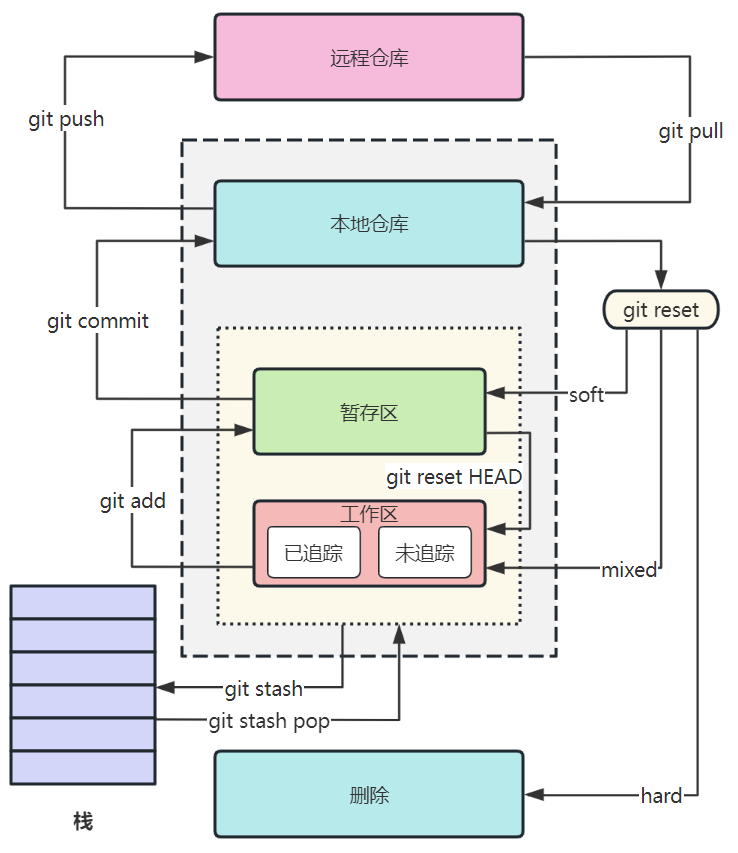 远程仓库
git push
git pull
本地仓库
git commit
git reset
soft
暂存区
git reset HEAD
git add
工作区
已追踪
未追踪
mixed
git stash
git stash pop
删除
hard
栈